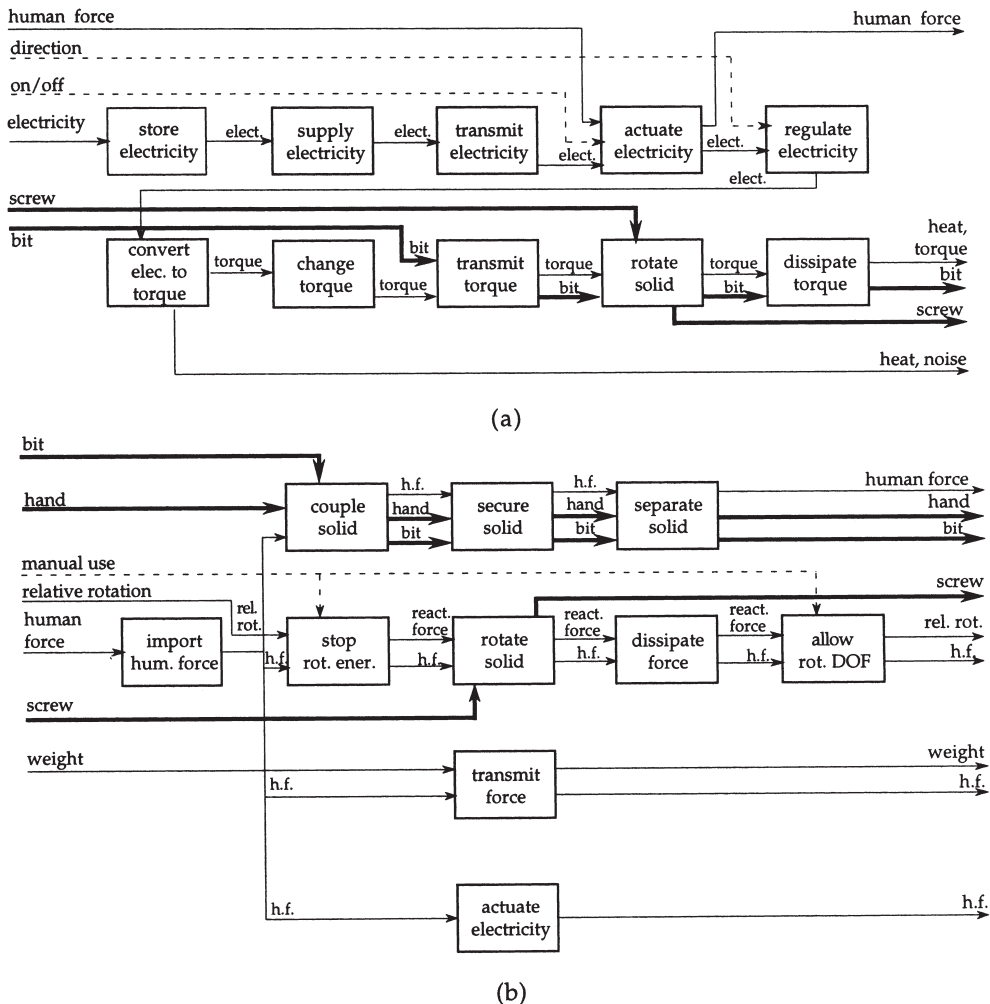 human force
human force
direction
on/off
electricity
store
electricity
elect.
supply
electricity
elect.
transmit
electricity
elect.
actuate
electricity
elect.
regulate
electricity
elect.
screw
bit
bit
convert
elec. to
torque
torque
change
torque
torque
transmit
torque
torque
bit
rotate
solid
torque
bit
dissipate
torque
heat,
torque
bit
screw
heat, noise
(a)
bit
hand
couple
solid
h.f.
hand
bit
secure
solid
h.f.
hand
bit
separate
solid
human force
hand
bit
manual use
relative rotation
human
force
import
hum. force
rel.
rot.
h.f.
stop
rot. ener.
react.
force
h.f.
rotate
solid
react.
force
h.f.
dissipate
force
react.
force
h.f.
allow
rot. DOF
screw
rel. rot.
h.f.
screw
weight
h.f.
transmit
force
weight
h.f.
h.f.
actuate
electricity
h.f.
(b)